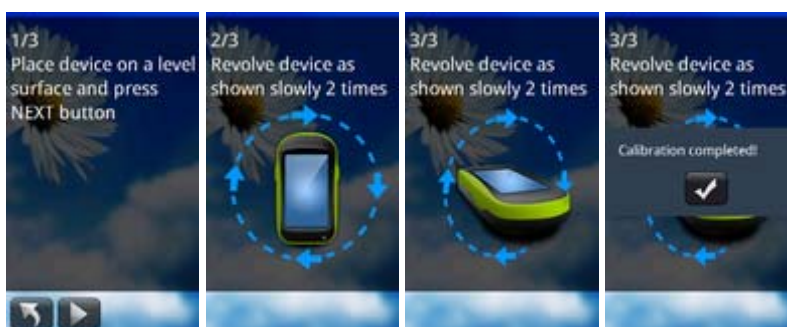 1/3
Place device on a level
surface and press
NEXT button
2/3
Revolve device as
shown slowly 2 times
3/3
Revolve device as
shown slowly 2 times
3/3
Revolve device as
shown slowly 2 times
Calibration completed!